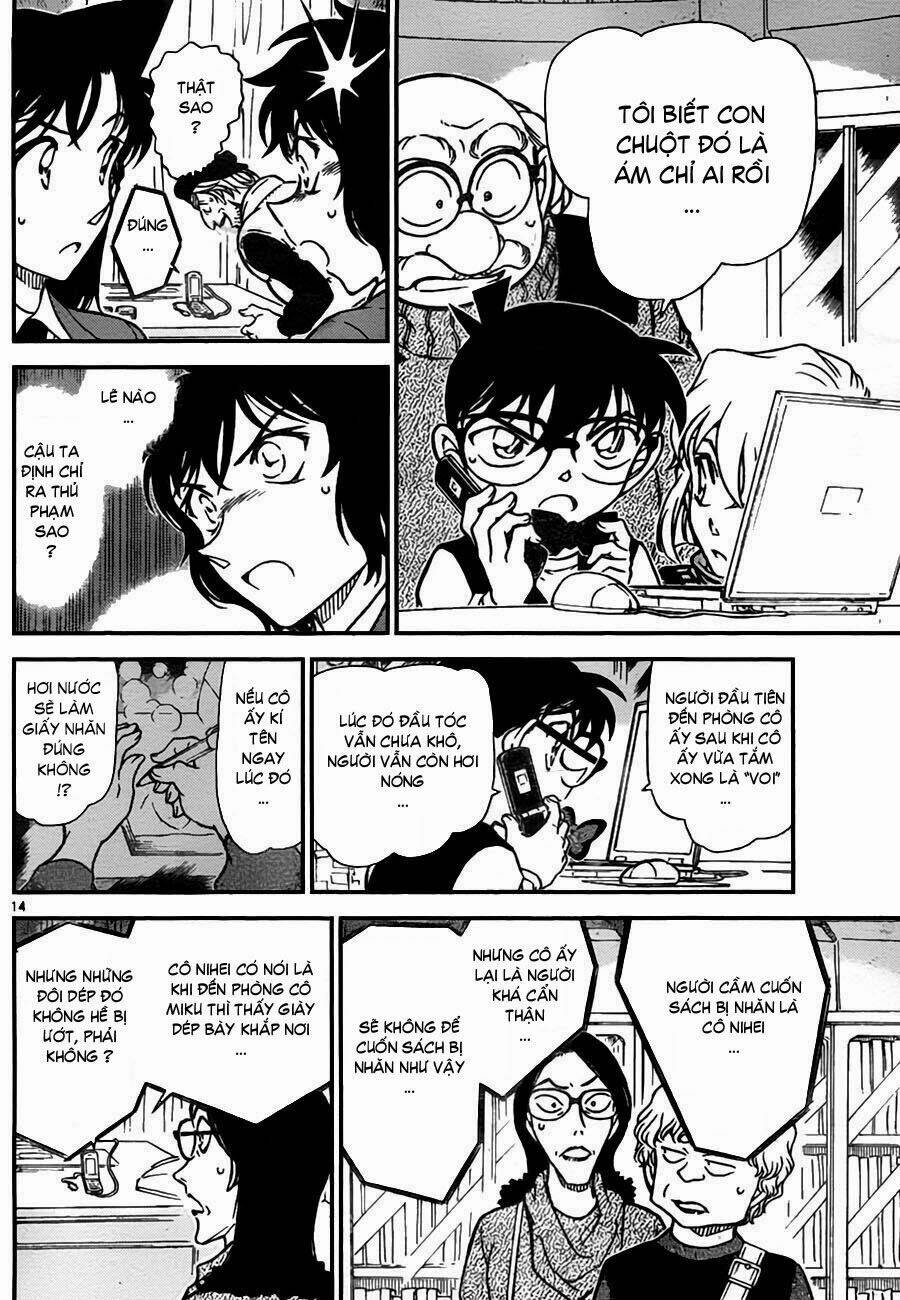 TÔI BIẾT CON
CHUỘT ĐÓ LÀ
ÁM CHỈ AI RỒI
...
THẬT
SAO
?
ĐÚNG
...
LẼ NÀO
...
CẬU TA
ĐỊNH CHỈ
RA THỦ
PHẠM SAO
?
NGƯỜI ĐẦU TIÊN
ĐẾN PHÒNG CÔ
ẤY SAU KHI CÔ
ẤY VỪA TẮM
XONG LÀ "VOI"
...
LÚC ĐÓ ĐẦU TÓC
VẪN CHƯA KHÔ,
NGƯỜI VẪN CÒN HƠI
NÓNG
...
NẾU CÔ
ẤY KÍ
TÊN
NGAY
LÚC ĐÓ
...
HƠI NƯỚC
SẼ LÀM
GIẤY NHĂN
ĐÚNG
KHÔNG
!?
14
NGƯỜI CẦM CUỐN
SÁCH BỊ NHĂN LÀ
CÔ NIHEI
...
NHƯNG CÔ ẤY
LẠI LÀ NGƯỜI
KHÁ CẨN
THẬN
...
SẼ KHÔNG ĐỂ
CUỐN SÁCH BỊ
NHĂN NHƯ VẬY
...
CÔ NIHEI CÓ NÓI LÀ
KHI ĐẾN PHÒNG CÔ
MIKU THÌ THẤY GIÀY
DÉP BÀY KHẮP NƠI
...
NHƯNG NHỮNG
ĐÔI DÉP ĐÓ
KHÔNG HỀ BỊ
ƯỚT, PHẢI
KHÔNG ?